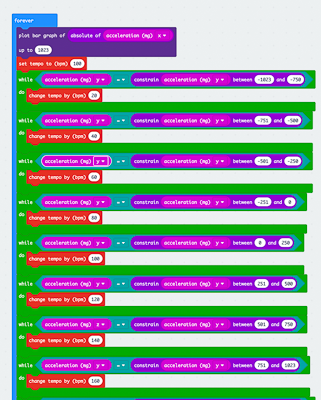 forever
plot bar graph of absolute of acceleration (mg) x
up to 1023
set tempo to (bpm) 100
while acceleration (mg) y = constrain acceleration (mg) y between -1023 and -750
do change tempo by (bpm) 20
while acceleration (mg) y = constrain acceleration (mg) y between -751 and -500
do change tempo by (bpm) 40
while acceleration (mg) y = constrain acceleration (mg) y between -501 and -250
do change tempo by (bpm) 60
while acceleration (mg) y = constrain acceleration (mg) y between -251 and 0
do change tempo by (bpm) 80
while acceleration (mg) y = constrain acceleration (mg) y between 0 and 250
do change tempo by (bpm) 100
while acceleration (mg) y = constrain acceleration (mg) y between 251 and 500
do change tempo by (bpm) 120
while acceleration (mg) x = constrain acceleration (mg) y between 501 and 750
do change tempo by (bpm) 140
while acceleration (mg) x = constrain acceleration (mg) y between 751 and 1023
do change tempo by (bpm) 160